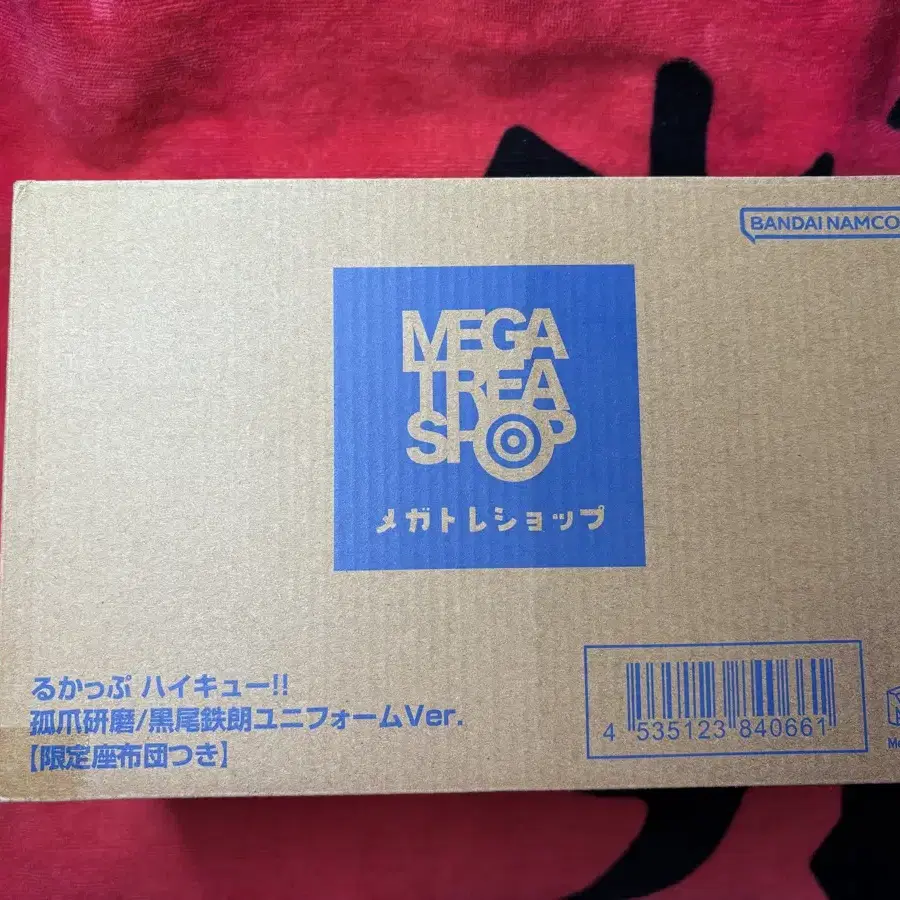 BANDAI NAMCO
MEGA
TREA
SHOP
メガトレショップ
るかっぷ ハイキュー!!
孤爪研磨/黒尾鉄朗ユニフォームVer.
【限定座布団つき】
4 535123 840661